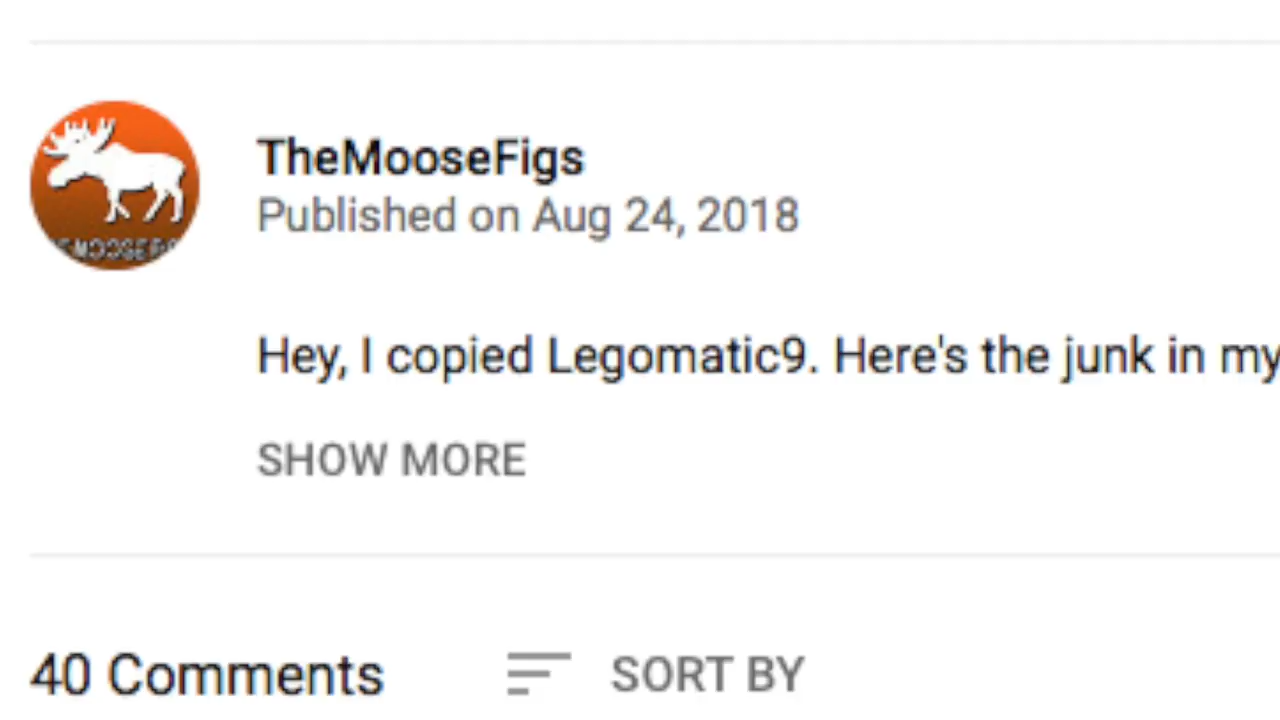 TheMooseFigs
Published on Aug 24, 2018
Hey, I copied Legomatic9. Here's the junk in my
SHOW MORE
40 Comments SORT BY